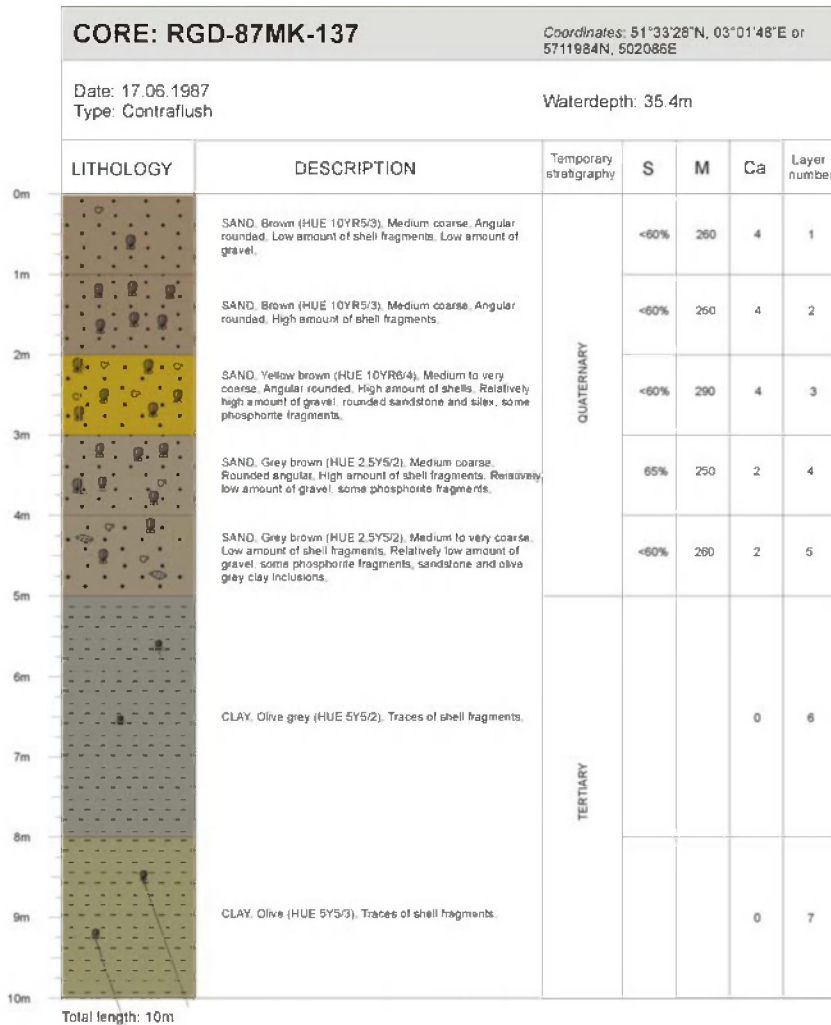 CORE: RGD-87MK-137
Coordinates: 51°33'28"N, 03°01'48"E or
5711984N, 502086E
Date: 17.06.1987
Type: Contraflush
Waterdepth: 35.4m
LITHOLOGY
DESCRIPTION
Temporary
stratigraphy
S
M
Ca
Layer
number
0m
SAND, Brown (HUE 10YR5/3), Medium coarse, Angular
rounded, Low amount of shell fragments, Low amount of
gravel,
<60%
260
4
1
1m
SAND, Brown (HUE 10YR5/3), Medium coarse, Angular
rounded, High amount of shell fragments,
<60%
250
4
2
2m
SAND, Yellow brown (HUE 10YR6/4), Medium to very
coarse, Angular rounded, High amount of shells, Relatively
high amount of gravel, rounded sandstone and silex, some
phosphorite fragments,
QUATERNARY
<60%
290
4
3
3m
SAND, Grey brown (HUE 2,5Y5/2), Medium coarse,
Rounded angular, High amount of shell fragments, Relatively
low amount of gravel, some phosphorite fragments,
65%
250
2
4
4m
SAND, Grey brown (HUE 2,5Y5/2), Medium to very coarse,
Low amount of shell fragments, Relatively low amount of
gravel, some phosphorite fragments, sandstone and olive
gray clay inclusions,
<60%
260
2
5
5m
6m
CLAY, Olive grey (HUE 5Y5/2), Traces of shell fragments,
0
6
7m
TERTIARY
8m
CLAY, Olive (HUE 5Y5/3), Traces of shell fragments,
0
7
9m
10m
Total length: 10m